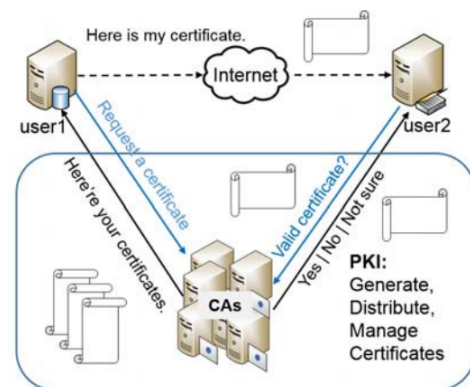 Here is my certificate.
Internet
user1
user2
Request a certificate
Here're your certificates.
Valid certificate?
Yes | No | Not sure
CAs
PKI:
Generate,
Distribute,
Manage
Certificates